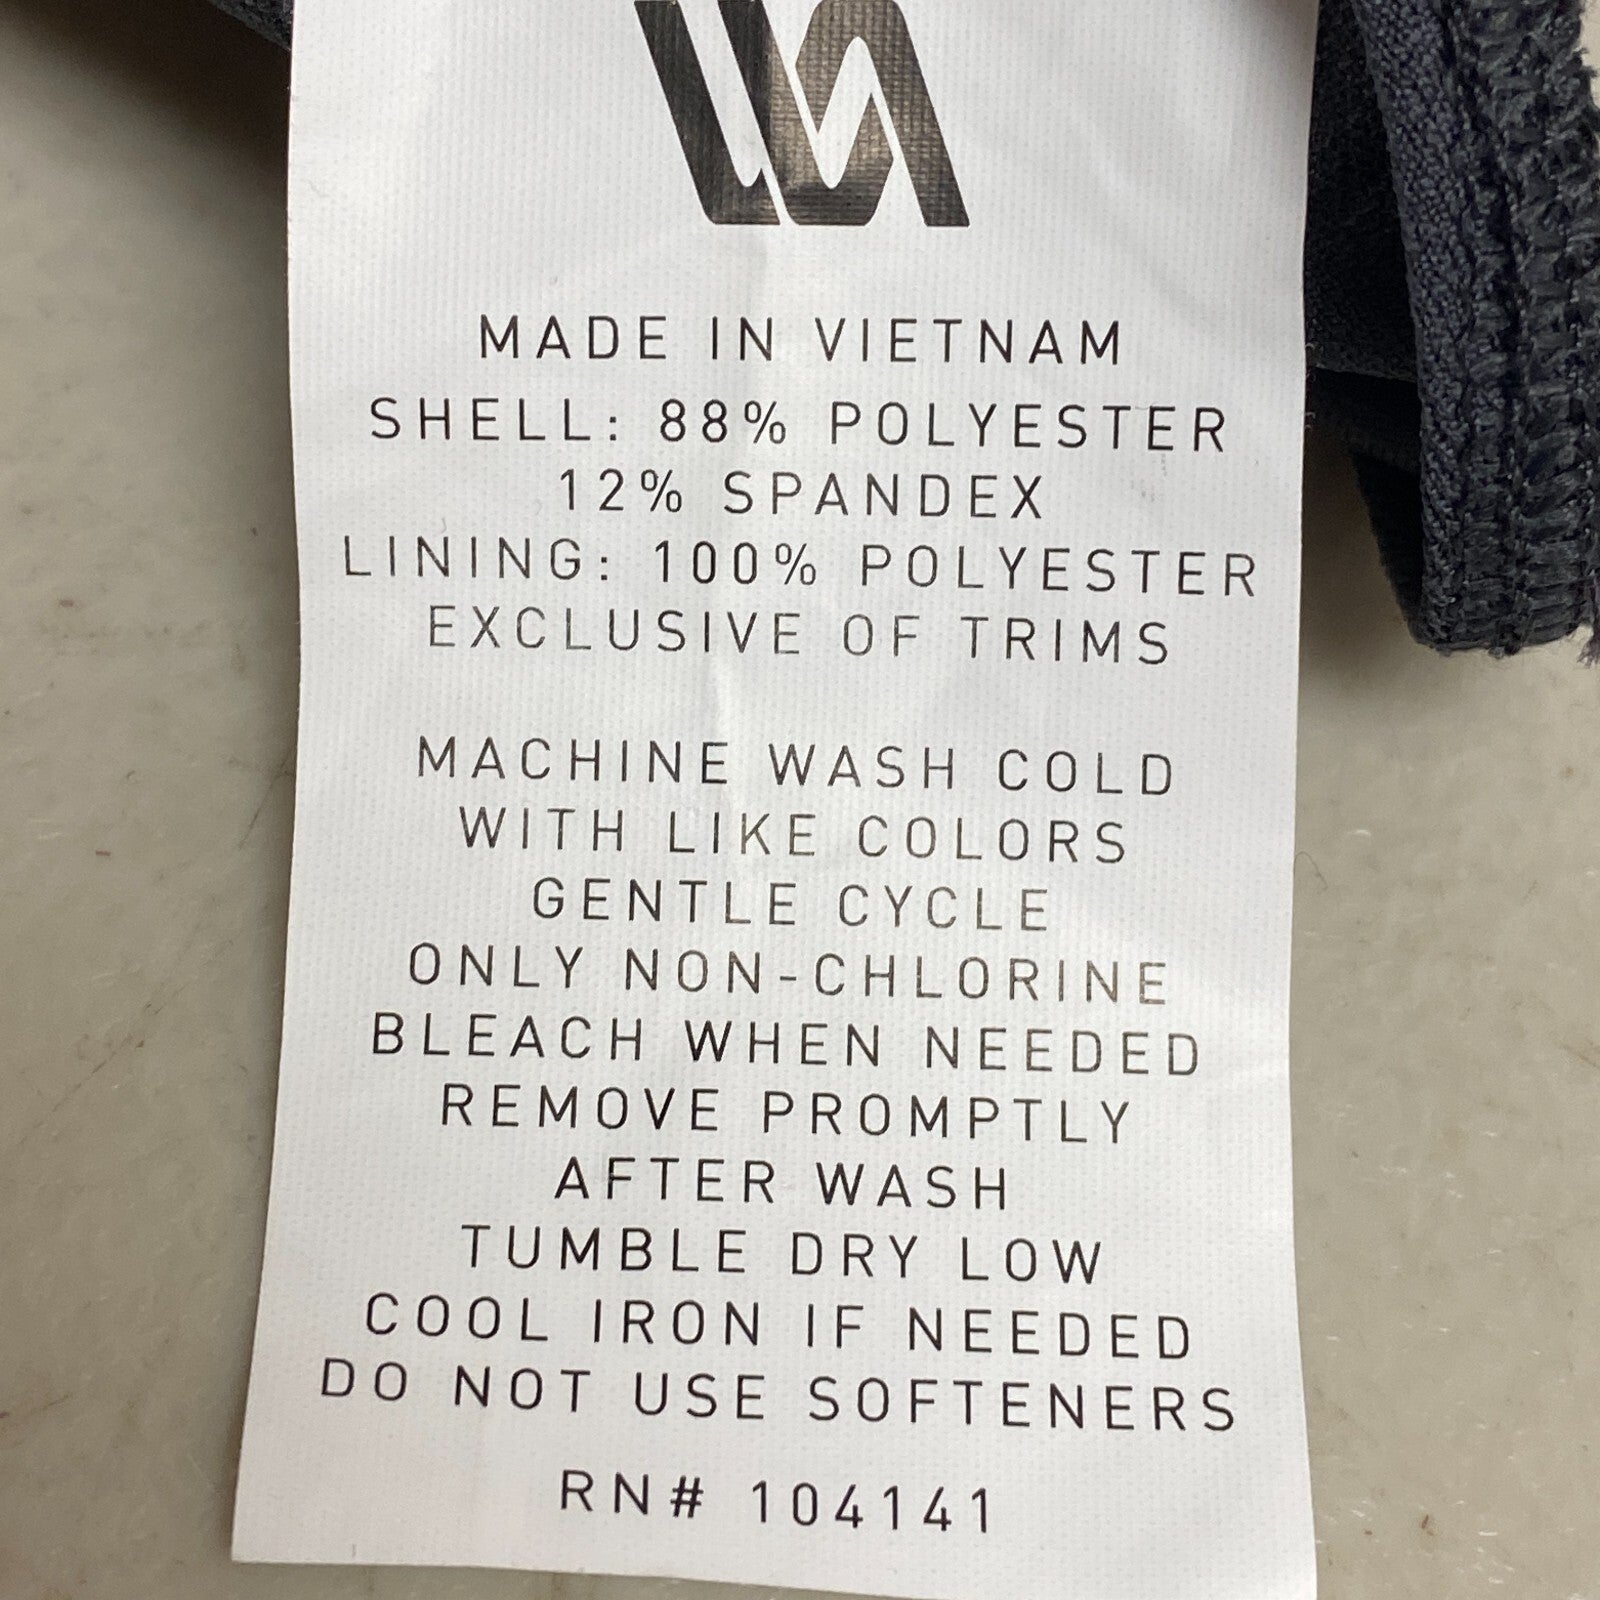 MADE IN VIETNAM
SHELL: 88% POLYESTER
12% SPANDEX
LINING: 100% POLYESTER
EXCLUSIVE OF TRIMS
MACHINE WASH COLD
WITH LIKE COLORS
GENTLE CYCLE
ONLY NON-CHLORINE
BLEACH WHEN NEEDED
REMOVE PROMPTLY
AFTER WASH
TUMBLE DRY LOW
COOL IRON IF NEEDED
DO NOT USE SOFTENERS
RN# 104141